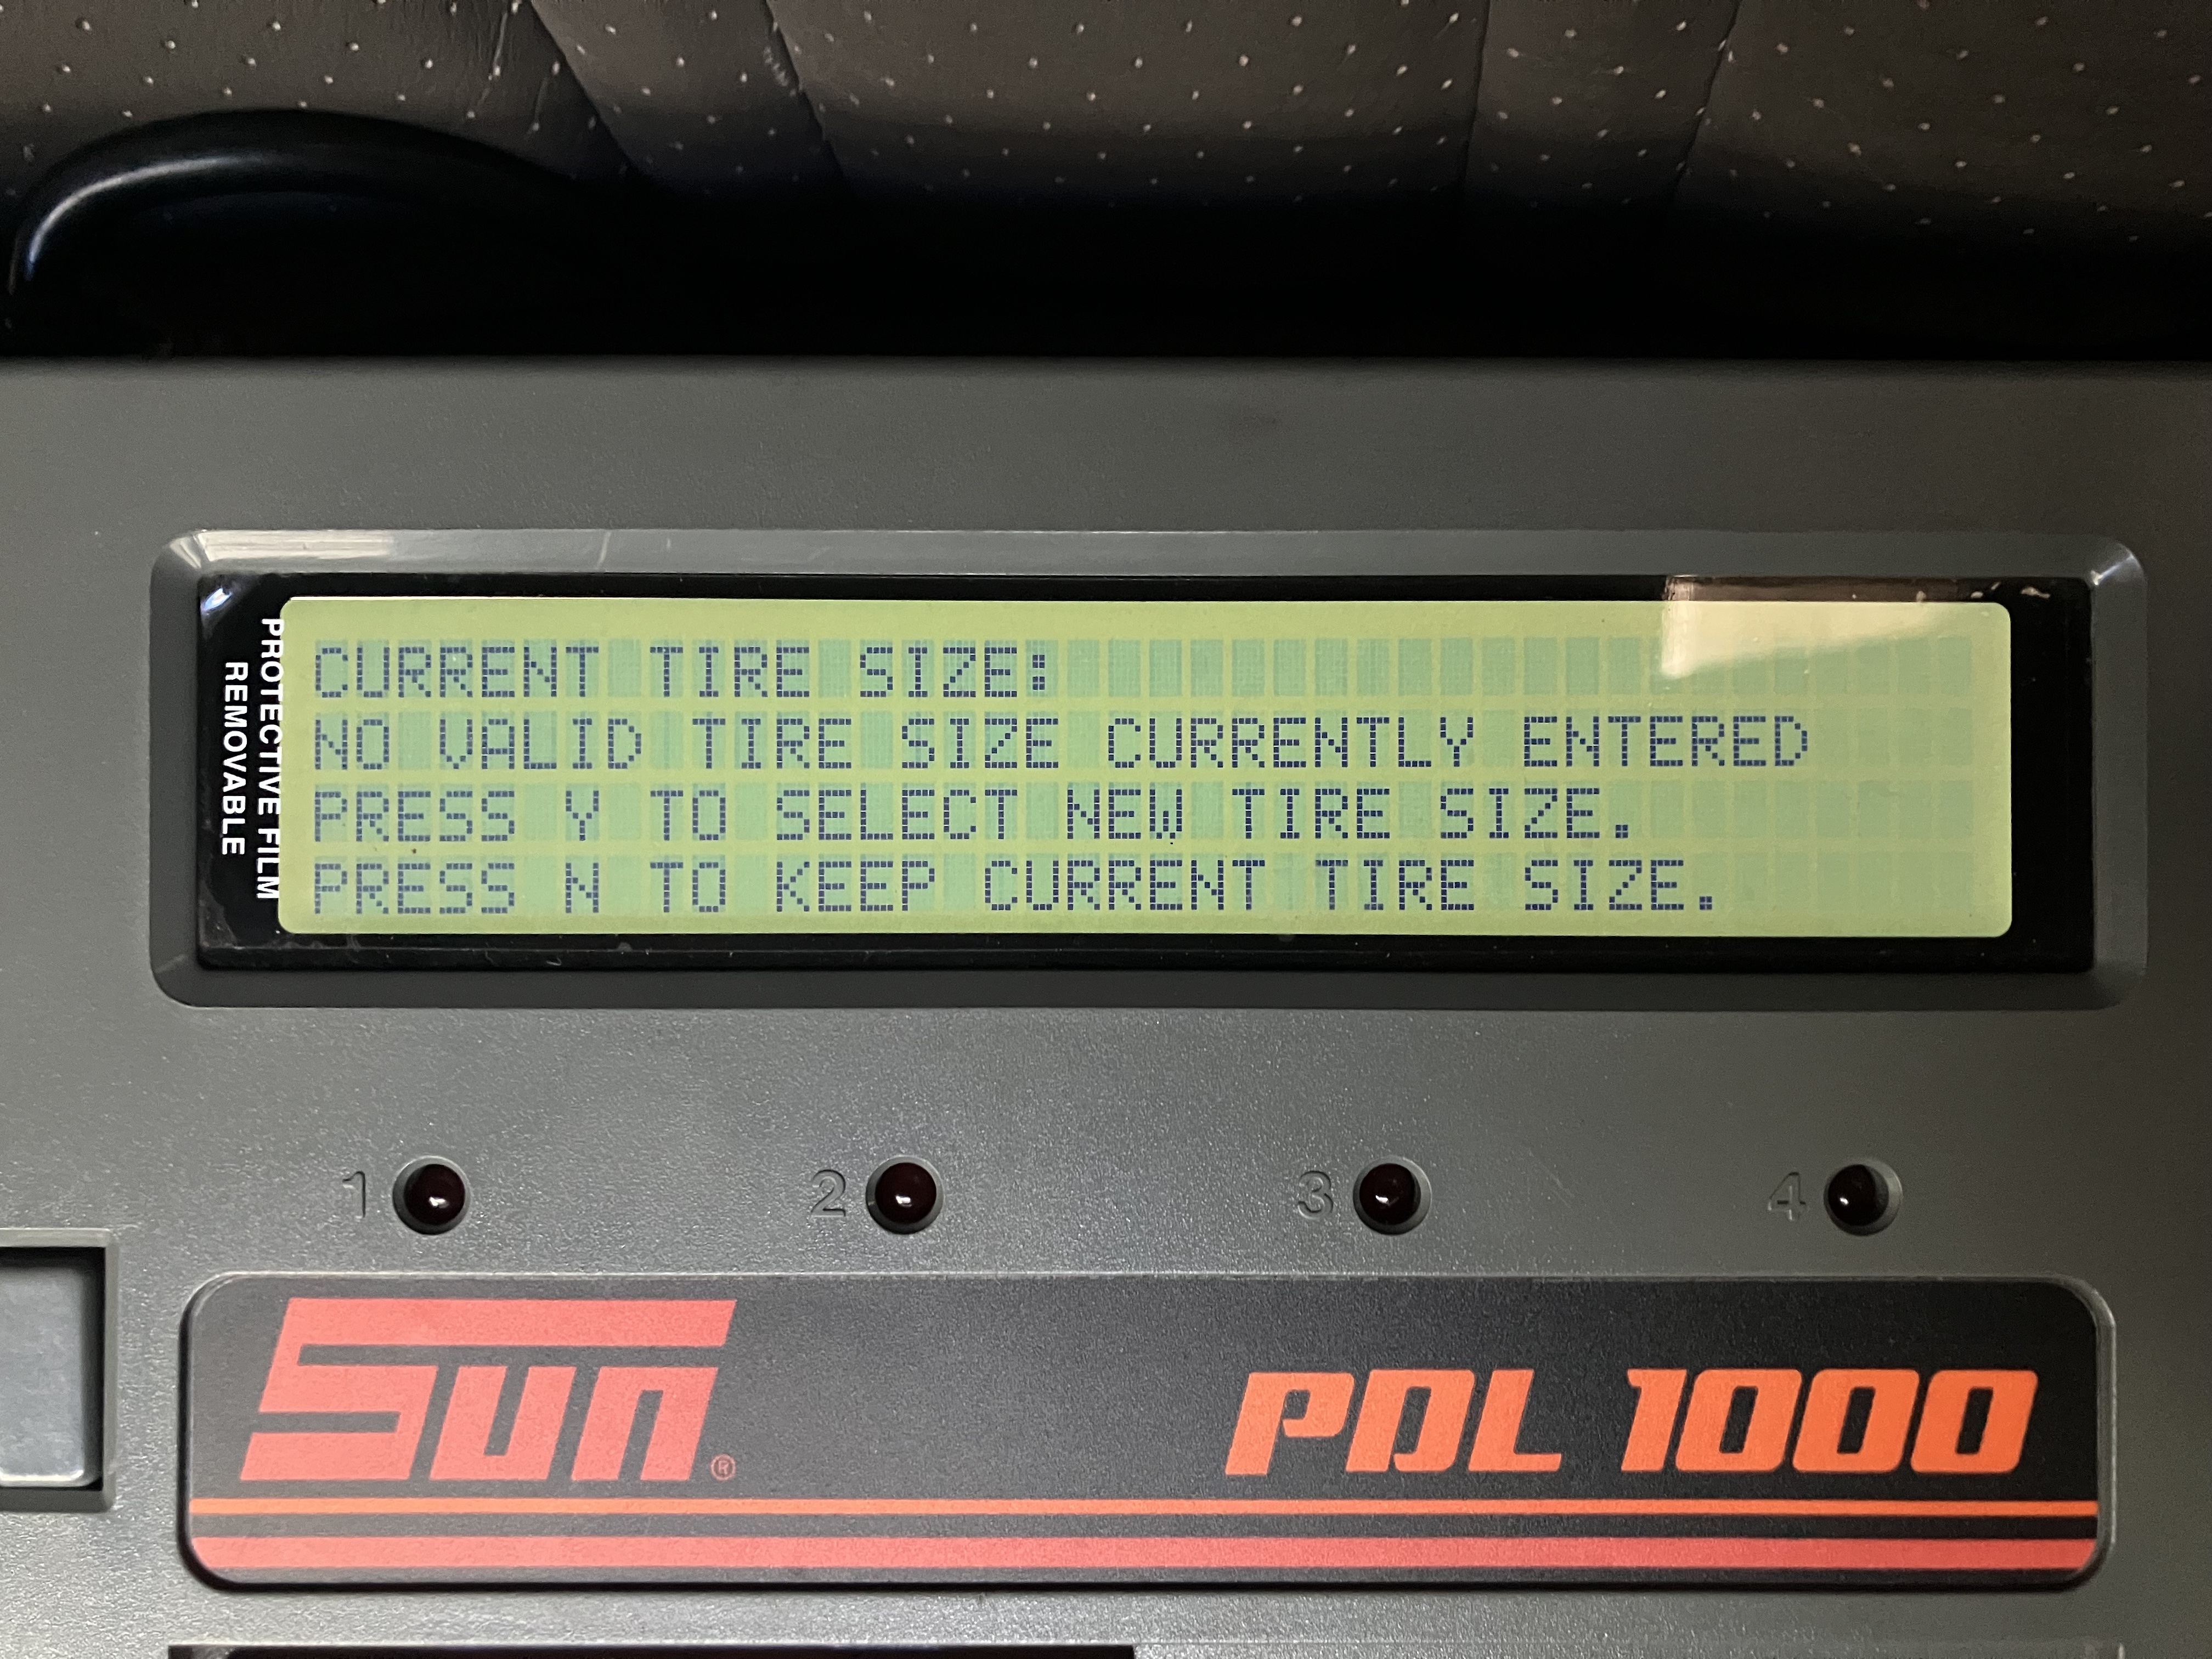 CURRENT TIRE SIZE:
NO VALID TIRE SIZE CURRENTLY ENTERED
PRESS Y TO SELECT NEW TIRE SIZE.
PRESS N TO KEEP CURRENT TIRE SIZE.
PROTECTIVE FILM
REMOVABLE
1 2 3 4
Sun® PDL 1000